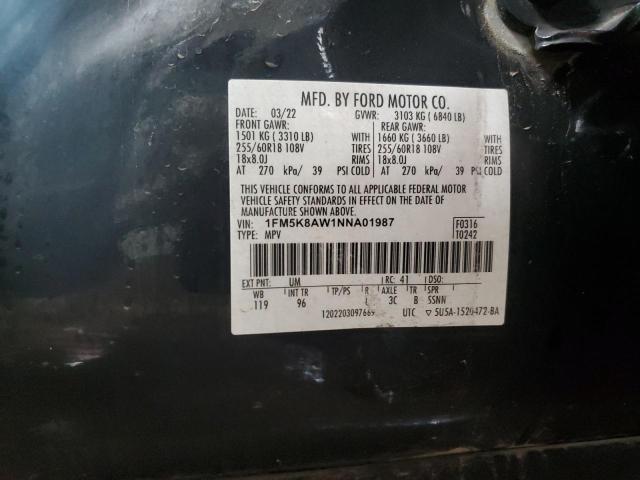 MFD. BY FORD MOTOR CO.
DATE: 03/22 GVWR: 3103 KG (6840 LB)
FRONT GAWR: REAR GAWR:
1501 KG (3310 LB) WITH 1660 KG (3660 LB) WITH
255/60R18 108V TIRES 255/60R18 108V TIRES
18x8.0J RIMS 18x8.0J RIMS
AT 270 kPa/ 39 PSI COLD AT 270 kPa/ 39 PSI COLD
THIS VEHICLE CONFORMS TO ALL APPLICABLE FEDERAL MOTOR
VEHICLE SAFETY STANDARDS IN EFFECT ON THE DATE OF
MANUFACTURE SHOWN ABOVE.
VIN: 1FM5K8AW1NNA01987 F0316
TYPE: MPV T0242
EXT PNT: UM RC: 41 DSO:
WB INT TR TP/PS R AXLE TR SPR
119 96 3C B SSNN
UTC